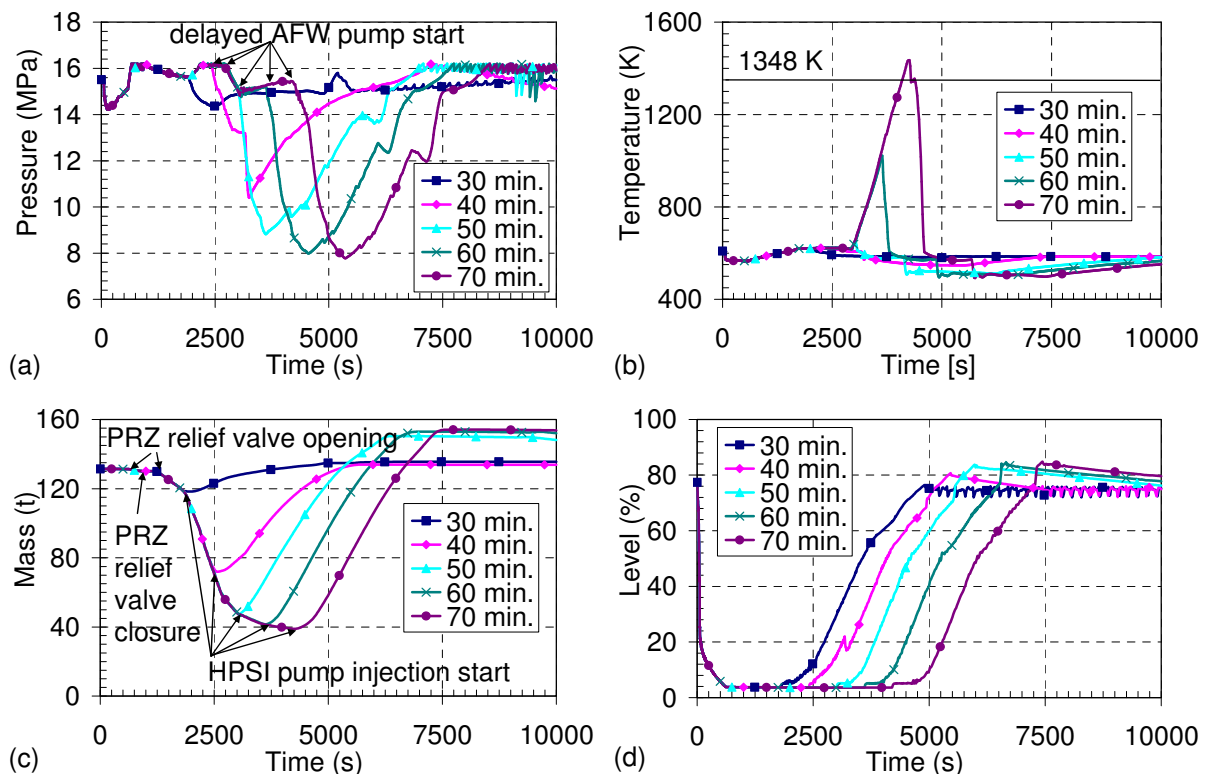 18
16
14
12
10
8
6
Pressure (MPa)
delayed AFW pump start
30 min.
40 min.
50 min.
60 min.
70 min.
0 2500 5000 7500 10000
(a) Time (s)
1600
1200
800
400
Temperature (K)
1348 K
30 min.
40 min.
50 min.
60 min.
70 min.
0 2500 5000 7500 10000
(b) Time [s]
160
120
80
40
0
Mass (t)
PRZ relief valve opening
PRZ
relief
valve
closure
HPSI pump injection start
30 min.
40 min.
50 min.
60 min.
70 min.
0 2500 5000 7500 10000
(c) Time (s)
100
80
60
40
20
0
Level (%)
30 min.
40 min.
50 min.
60 min.
70 min.
0 2500 5000 7500 10000
(d) Time (s)